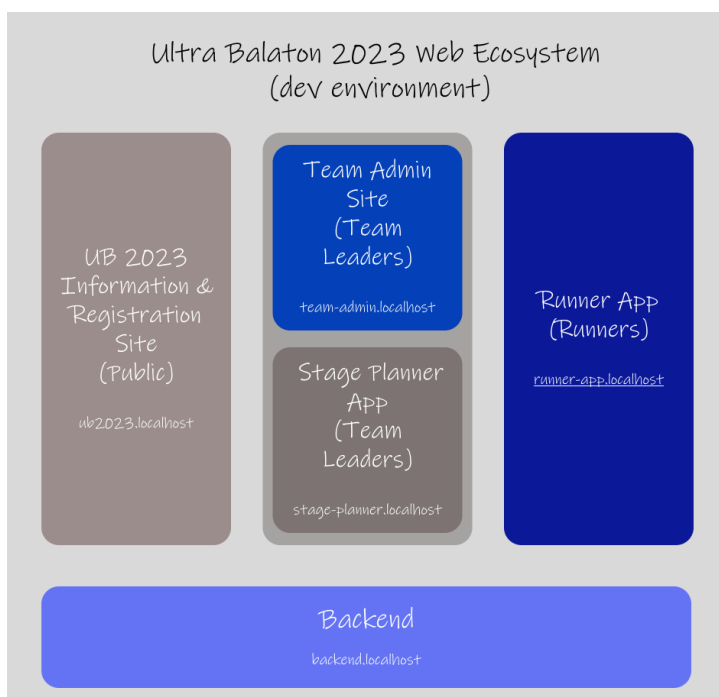 Ultra Balaton 2023 Web Ecosystem
(dev environment)
UB 2023
Information &
Registration
Site
(Public)
ub2023.localhost
Team Admin
Site
(Team
Leaders)
team-admin.localhost
Stage Planner
App
(Team
Leaders)
stage-planner.localhost
Runner App
(Runners)
runner-app.localhost
Backend
backend.localhost